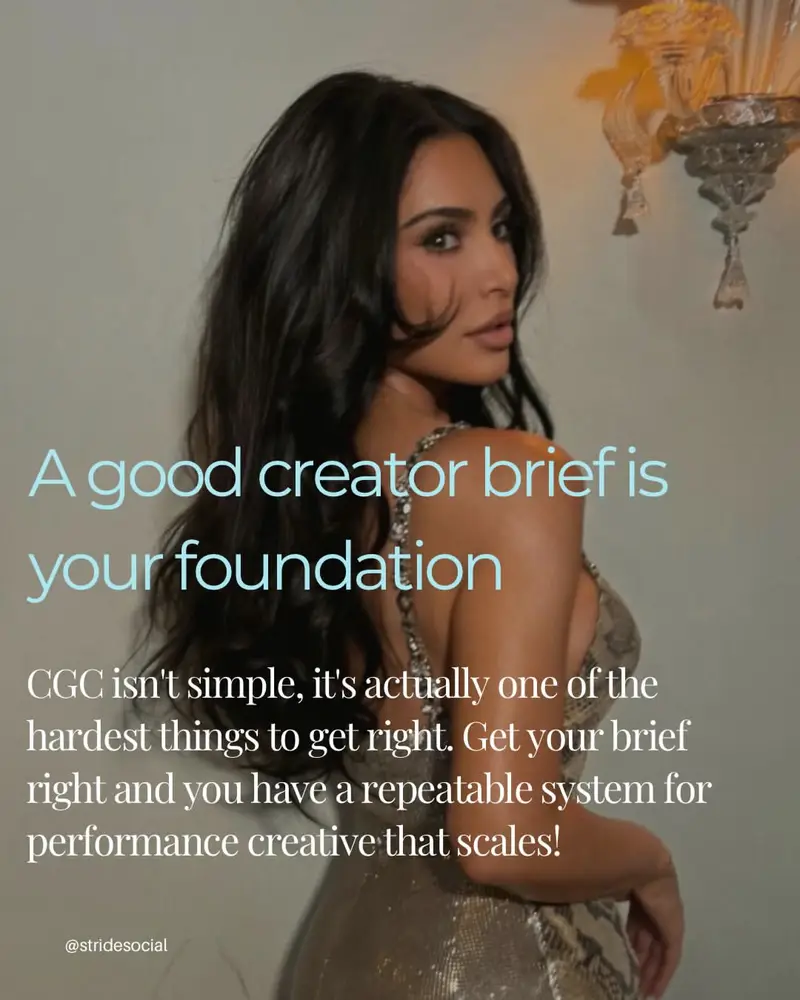 A good creator brief is
your foundation
CGC isn't simple, it's actually one of the
hardest things to get right. Get your brief
right and you have a repeatable system for
performance creative that scales!
@stridesocial